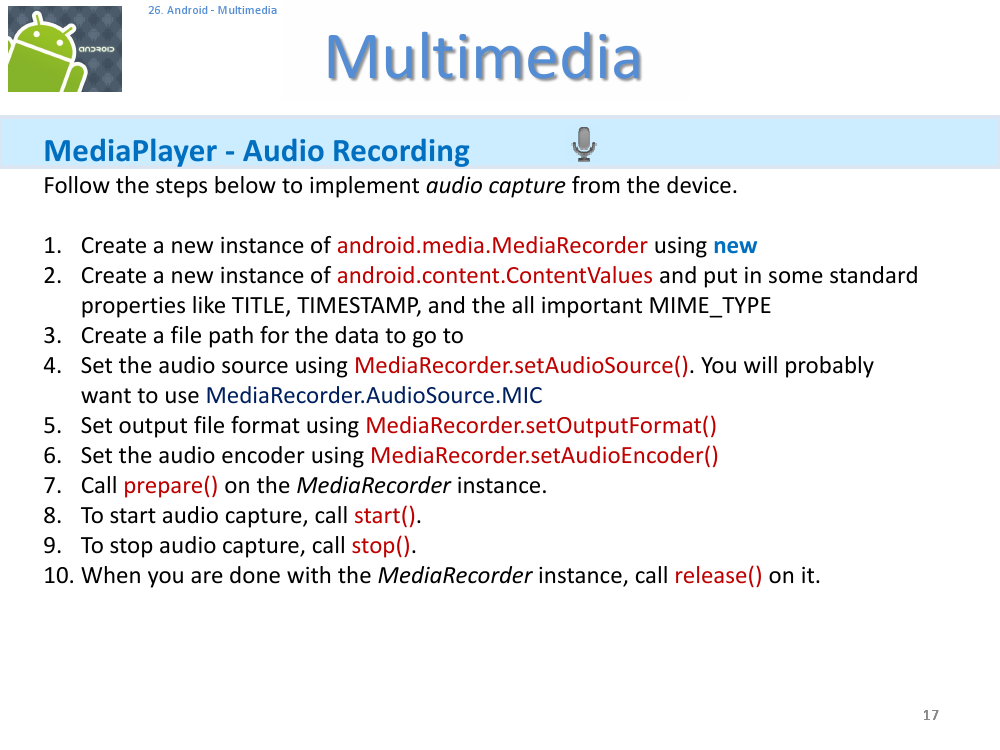 26. Android - Multimedia
ANDROID
Multimedia
MediaPlayer - Audio Recording
Follow the steps below to implement audio capture from the device.
1. Create a new instance of android.media.MediaRecorder using new
2. Create a new instance of android.content.ContentValues and put in some standard
properties like TITLE, TIMESTAMP, and the all important MIME_TYPE
3. Create a file path for the data to go to
4. Set the audio source using MediaRecorder.setAudioSource(). You will probably
want to use MediaRecorder.AudioSource.MIC
5. Set output file format using MediaRecorder.setOutputFormat()
6. Set the audio encoder using MediaRecorder.setAudioEncoder()
7. Call prepare() on the MediaRecorder instance.
8. To start audio capture, call start().
9. To stop audio capture, call stop().
10. When you are done with the MediaRecorder instance, call release() on it.
17